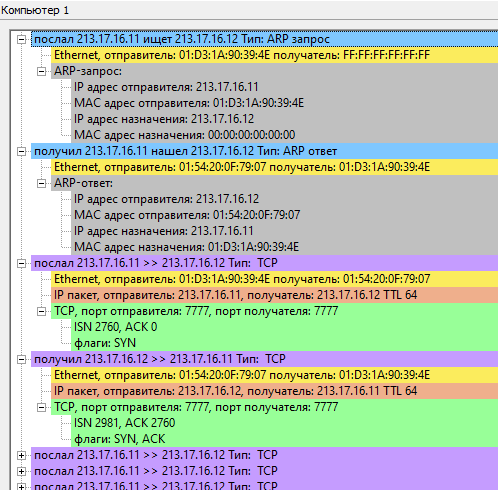 Компьютер 1
послал 213.17.16.11 ищет 213.17.16.12 Тип: ARP запрос
Ethernet, отправитель: 01:D3:1A:90:39:4E получатель: FF:FF:FF:FF:FF:FF
ARP-запрос:
IP адрес отправителя: 213.17.16.11
MAC адрес отправителя: 01:D3:1A:90:39:4E
IP адрес назначения: 213.17.16.12
MAC адрес назначения: 00:00:00:00:00:00
получил 213.17.16.11 нашел 213.17.16.12 Тип: ARP ответ
Ethernet, отправитель: 01:54:20:0F:79:07 получатель: 01:D3:1A:90:39:4E
ARP-ответ:
IP адрес отправителя: 213.17.16.12
MAC адрес отправителя: 01:54:20:0F:79:07
IP адрес назначения: 213.17.16.11
MAC адрес назначения: 01:D3:1A:90:39:4E
послал 213.17.16.11 >> 213.17.16.12 Тип: TCP
Ethernet, отправитель: 01:D3:1A:90:39:4E получатель: 01:54:20:0F:79:07
IP пакет, отправитель: 213.17.16.11, получатель: 213.17.16.12 TTL 64
TCP, порт отправителя: 7777, порт получателя: 7777
ISN 2760, ACK 0
флаги: SYN
получил 213.17.16.12 >> 213.17.16.11 Тип: TCP
Ethernet, отправитель: 01:54:20:0F:79:07 получатель: 01:D3:1A:90:39:4E
IP пакет, отправитель: 213.17.16.12, получатель: 213.17.16.11 TTL 64
TCP, порт отправителя: 7777, порт получателя: 7777
ISN 2981, ACK 2760
флаги: SYN, ACK
послал 213.17.16.11 >> 213.17.16.12 Тип: TCP
послал 213.17.16.11 >> 213.17.16.12 Тип: TCP
послал 213.17.16.11 >> 213.17.16.12 Тип: TCP